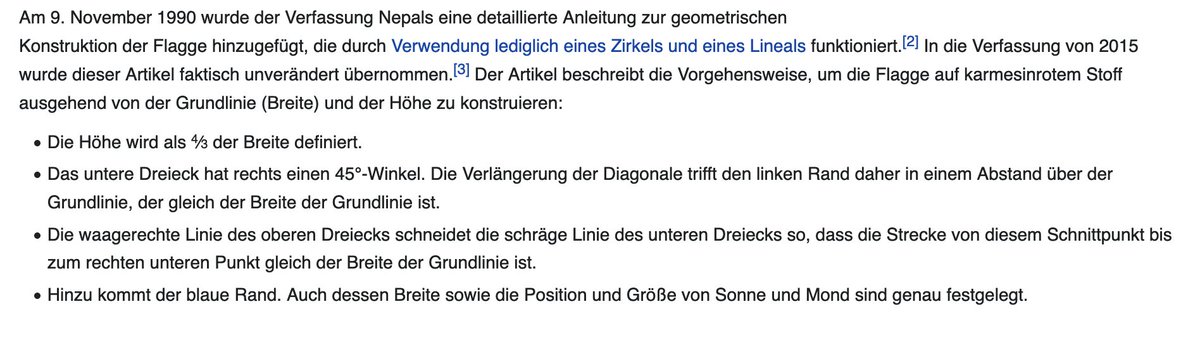 Am 9. November 1990 wurde der Verfassung Nepals eine detaillierte Anleitung zur geometrischen
Konstruktion der Flagge hinzugefügt, die durch Verwendung lediglich eines Zirkels und eines Lineals funktioniert.[2] In die Verfassung von 2015
wurde dieser Artikel faktisch unverändert übernommen.[3] Der Artikel beschreibt die Vorgehensweise, um die Flagge auf karmesinrotem Stoff
ausgehend von der Grundlinie (Breite) und der Höhe zu konstruieren:
• Die Höhe wird als 4⁄3 der Breite definiert.
• Das untere Dreieck hat rechts einen 45°-Winkel. Die Verlängerung der Diagonale trifft den linken Rand daher in einem Abstand über der
Grundlinie, der gleich der Breite der Grundlinie ist.
• Die waagerechte Linie des oberen Dreiecks schneidet die schräge Linie des unteren Dreiecks so, dass die Strecke von diesem Schnittpunkt bis
zum rechten unteren Punkt gleich der Breite der Grundlinie ist.
• Hinzu kommt der blaue Rand. Auch dessen Breite sowie die Position und Größe von Sonne und Mond sind genau festgelegt.